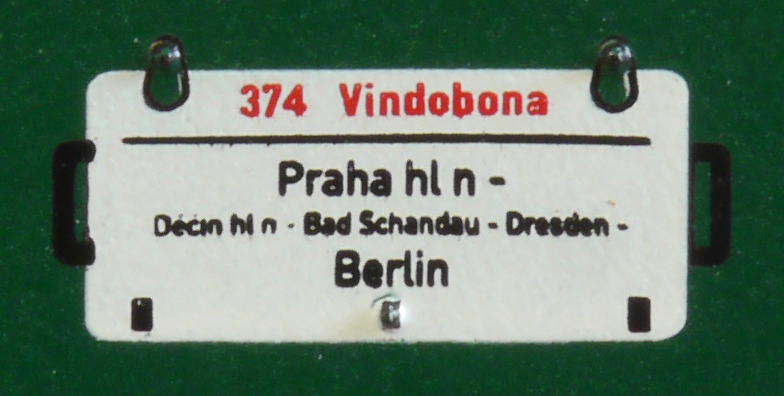 374 Vindobona
Praha hl n -
Děčín hl n - Bad Schandau - Dresden -
Berlin